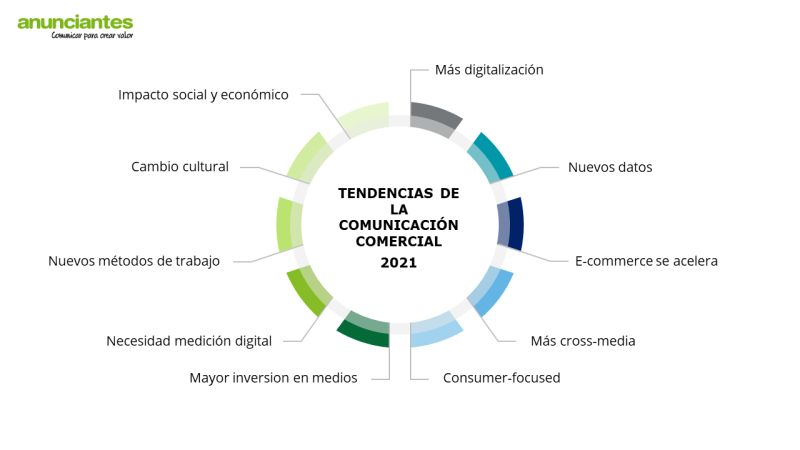 anunciantes
Comunicar para crear valor
Más digitalización
Impacto social y económico
Cambio cultural
Nuevos datos
TENDENCIAS DE
LA
COMUNICACIÓN
COMERCIAL
2021
Nuevos métodos de trabajo
E-commerce se acelera
Necesidad medición digital
Más cross-media
Mayor inversion en medios
Consumer-focused